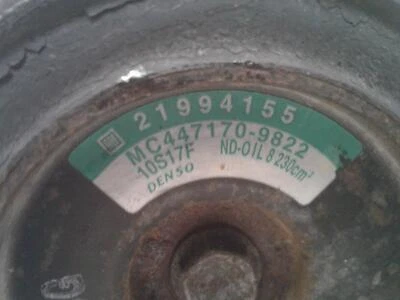 21994155
MC447170-9822
10S17F ND-OIL 8 230cm³
DENSO